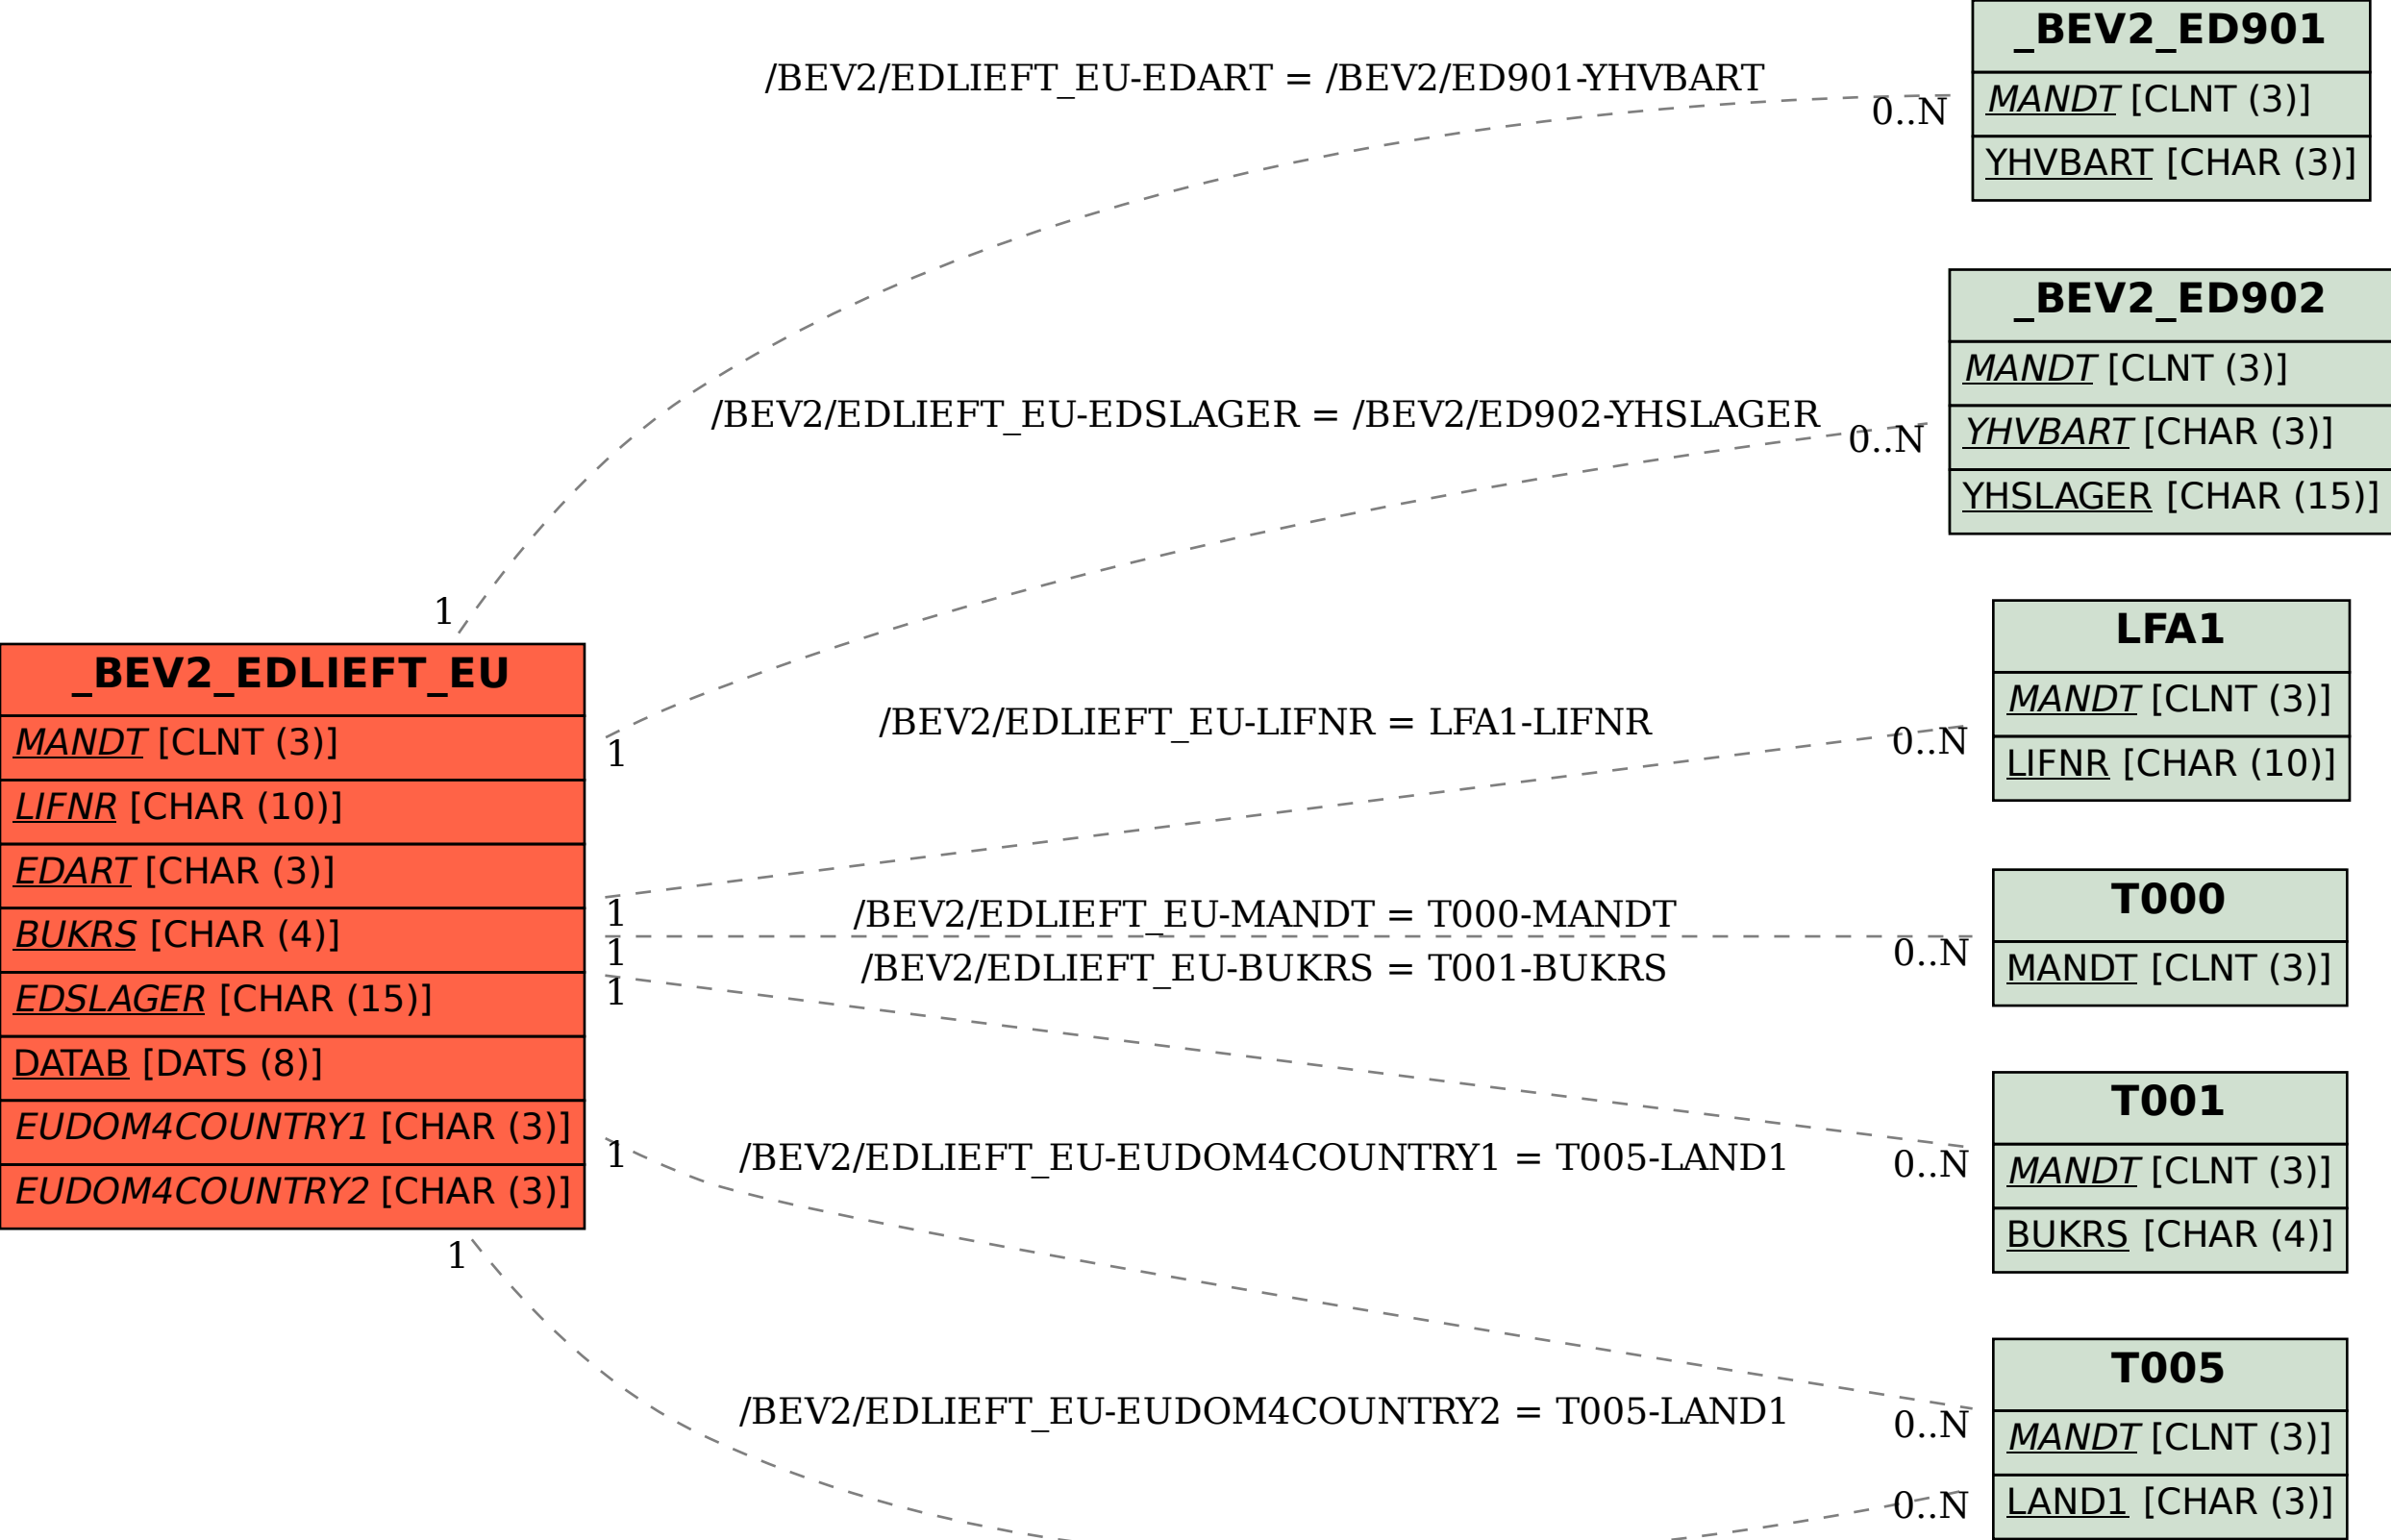 _BEV2_ED901
MANDT [CLNT (3)]
YHVBART [CHAR (3)]
/BEV2/EDLIEFT_EU-EDART = /BEV2/ED901-YHVBART
0..N
1
_BEV2_ED902
MANDT [CLNT (3)]
YHVBART [CHAR (3)]
YHSLAGER [CHAR (15)]
/BEV2/EDLIEFT_EU-EDSLAGER = /BEV2/ED902-YHSLAGER
0..N
1
_BEV2_EDLIEFT_EU
MANDT [CLNT (3)]
LIFNR [CHAR (10)]
EDART [CHAR (3)]
BUKRS [CHAR (4)]
EDSLAGER [CHAR (15)]
DATAB [DATS (8)]
EUDOM4COUNTRY1 [CHAR (3)]
EUDOM4COUNTRY2 [CHAR (3)]
LFA1
MANDT [CLNT (3)]
LIFNR [CHAR (10)]
/BEV2/EDLIEFT_EU-LIFNR = LFA1-LIFNR
0..N
1
T000
MANDT [CLNT (3)]
/BEV2/EDLIEFT_EU-MANDT = T000-MANDT
0..N
1
/BEV2/EDLIEFT_EU-BUKRS = T001-BUKRS
1
T001
MANDT [CLNT (3)]
BUKRS [CHAR (4)]
0..N
/BEV2/EDLIEFT_EU-EUDOM4COUNTRY1 = T005-LAND1
1
0..N
T005
MANDT [CLNT (3)]
LAND1 [CHAR (3)]
/BEV2/EDLIEFT_EU-EUDOM4COUNTRY2 = T005-LAND1
1
0..N